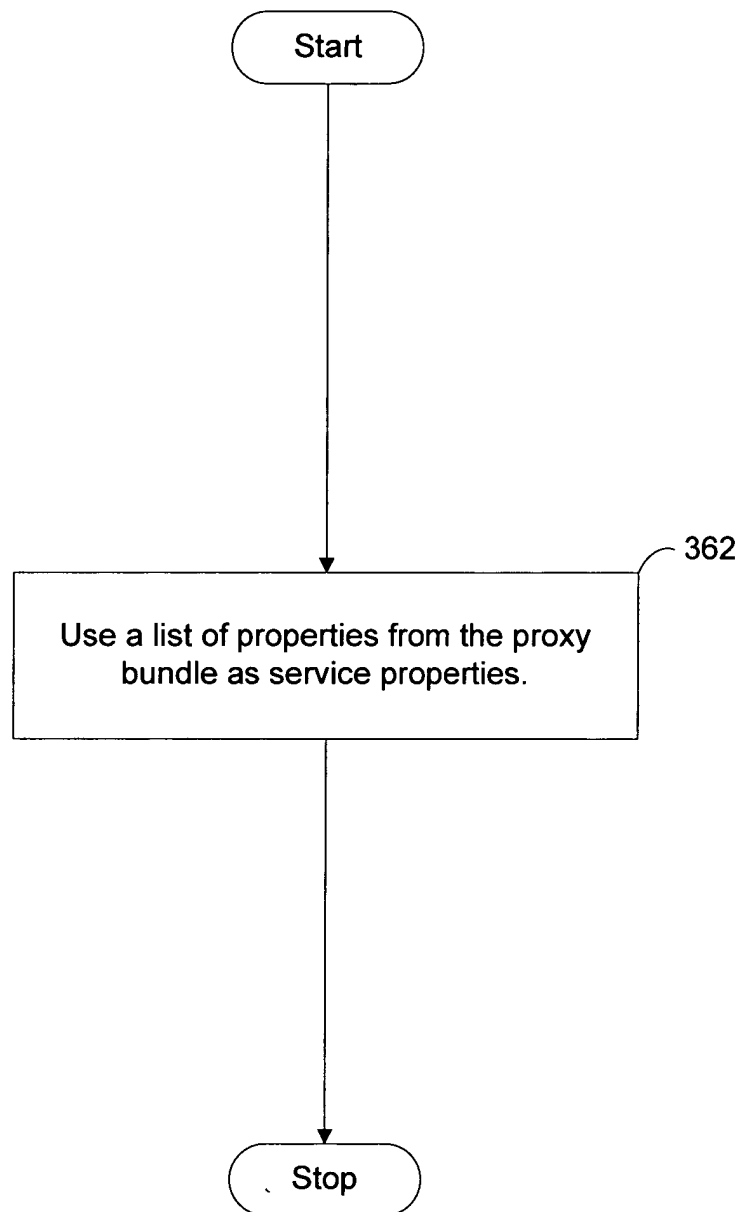 Start
362
Use a list of properties from the proxy
bundle as service properties.
Stop